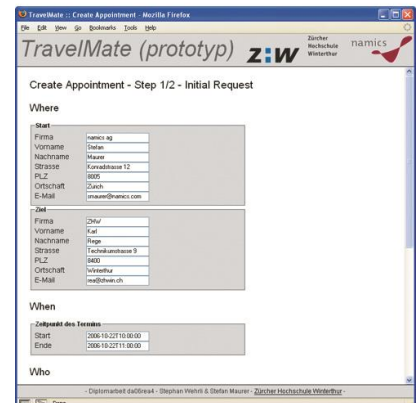 TravelMate :: Create Appointment - Mozilla Firefox
File Edit View Go Bookmarks Tools Help
TravelMate (prototyp)
Z:W
Zürcher
Hochschule
Winterthur
namics
Create Appointment - Step 1/2 - Initial Request
Where
Start
Firma namics ag
Vorname Stefan
Nachname Maurer
Strasse Konradstrasse 12
PLZ 8005
Ortschaft Zürich
E-Mail smaurer@namics.com
Ziel
Firma ZHW
Vorname Karl
Nachname Rege
Strasse Technikumstrasse 9
PLZ 8400
Ortschaft Winterthur
E-Mail rea@zhwin.ch
When
Zeitpunkt des Termins
Start 2006-10-22T10:00:00
Ende 2006-10-22T11:00:00
Who
- Diplomarbeit da06rea4 - Stephan Wehrli & Stefan Maurer - Zürcher Hochschule Winterthur -
Done